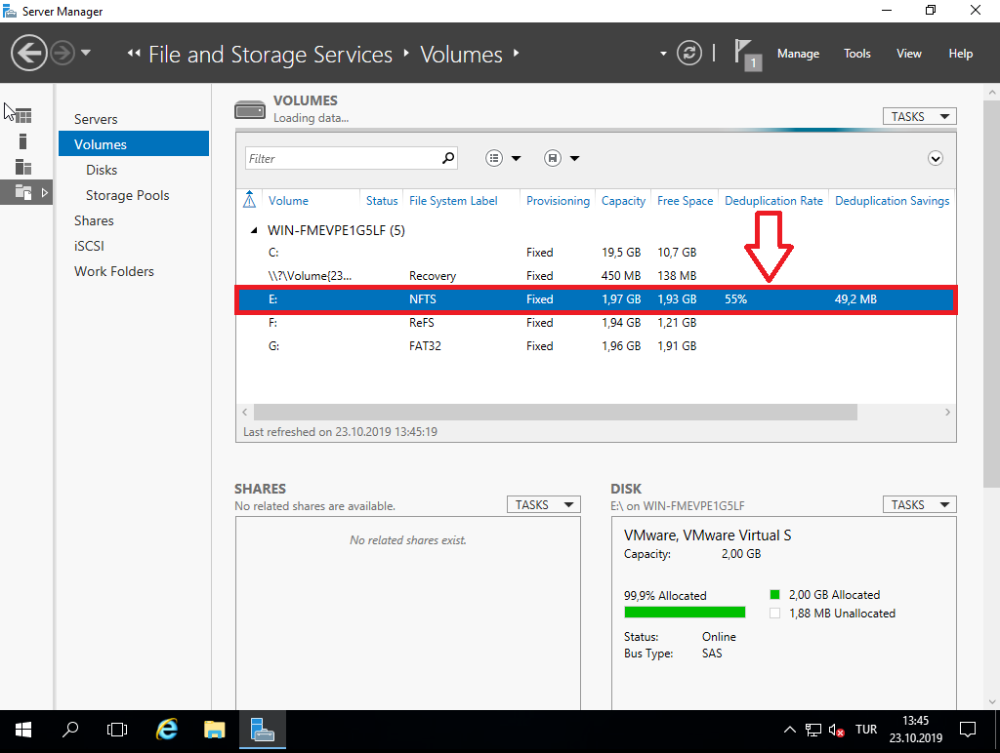 Server Manager
File and Storage Services
Volumes
1
Manage
Tools
View
Help
Servers
Volumes
Disks
Storage Pools
Shares
iSCSI
Work Folders
VOLUMES
Loading data...
TASKS
Filter
Volume Status File System Label Provisioning Capacity Free Space Deduplication Rate Deduplication Savings
WIN-FMEVPE1G5LF (5)
C: Fixed 19,5 GB 10,7 GB
\\?\Volume{23... Recovery Fixed 450 MB 138 MB
E: NFTS Fixed 1,97 GB 1,93 GB 55% 49,2 MB
F: ReFS Fixed 1,94 GB 1,21 GB
G: FAT32 Fixed 1,96 GB 1,91 GB
Last refreshed on 23.10.2019 13:45:19
SHARES
No related shares are available.
TASKS
No related shares exist.
DISK
E:\ on WIN-FMEVPE1G5LF
TASKS
VMware, VMware Virtual S
Capacity: 2,00 GB
99,9% Allocated
2,00 GB Allocated
1,88 MB Unallocated
Status: Online
Bus Type: SAS
TUR
13:45
23.10.2019